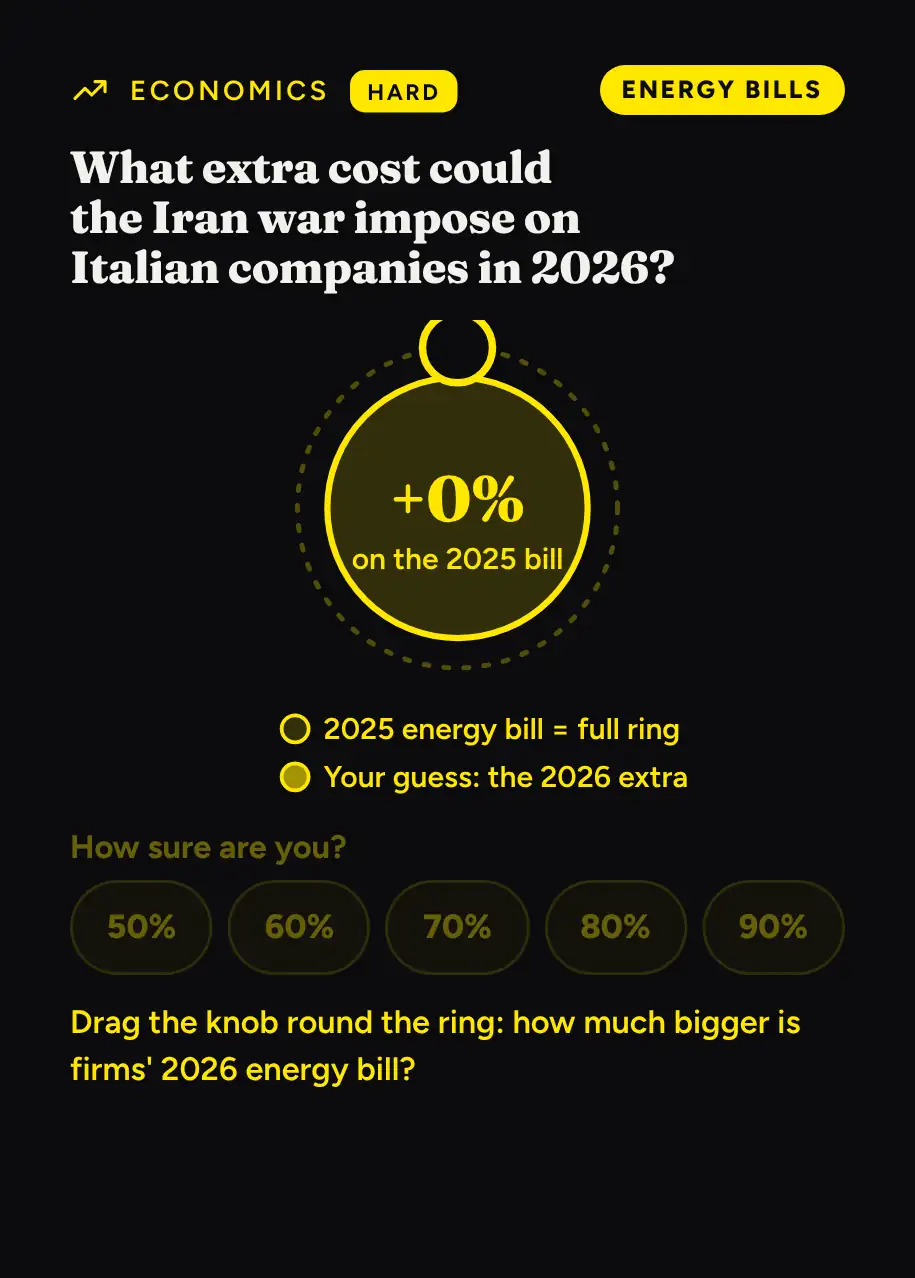 ECONOMICS HARD ENERGY BILLS
What extra cost could
the Iran war impose on
Italian companies in 2026?
+0%
on the 2025 bill
2025 energy bill = full ring
Your guess: the 2026 extra
How sure are you?
50% 60% 70% 80% 90%
Drag the knob round the ring: how much bigger is
firms' 2026 energy bill?